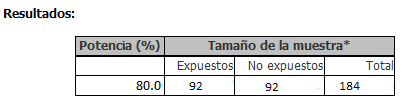 Resultados:
Potencia (%) Tamaño de la muestra*
Expuestos No expuestos Total
80.0 92 92 184